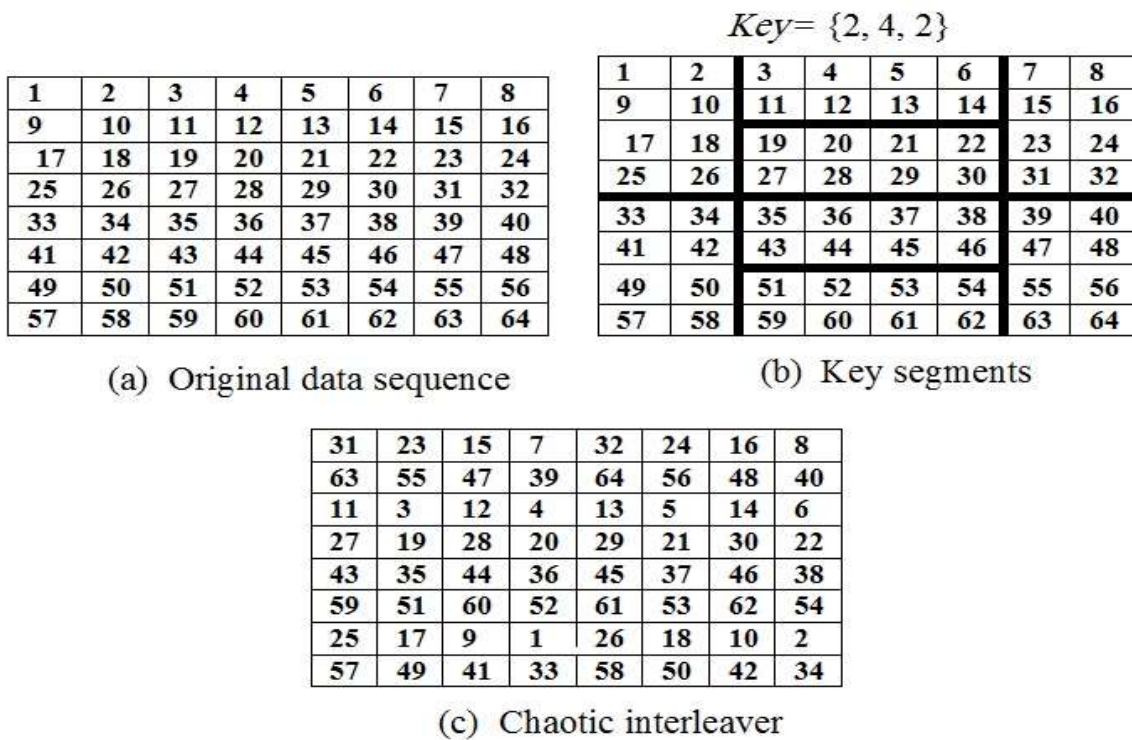 Key= {2, 4, 2}
1 2 3 4 5 6 7 8
9 10 11 12 13 14 15 16
17 18 19 20 21 22 23 24
25 26 27 28 29 30 31 32
33 34 35 36 37 38 39 40
41 42 43 44 45 46 47 48
49 50 51 52 53 54 55 56
57 58 59 60 61 62 63 64
(a) Original data sequence
1 2 3 4 5 6 7 8
9 10 11 12 13 14 15 16
17 18 19 20 21 22 23 24
25 26 27 28 29 30 31 32
33 34 35 36 37 38 39 40
41 42 43 44 45 46 47 48
49 50 51 52 53 54 55 56
57 58 59 60 61 62 63 64
(b) Key segments
31 23 15 7 32 24 16 8
63 55 47 39 64 56 48 40
11 3 12 4 13 5 14 6
27 19 28 20 29 21 30 22
43 35 44 36 45 37 46 38
59 51 60 52 61 53 62 54
25 17 9 1 26 18 10 2
57 49 41 33 58 50 42 34
(c) Chaotic interleaver